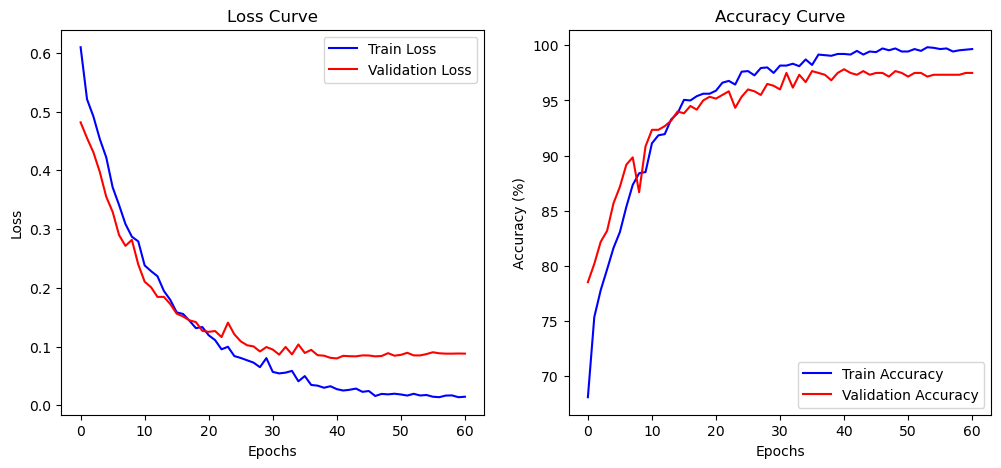 Loss Curve
Train Loss
Validation Loss
Loss
0.6
0.5
0.4
0.3
0.2
0.1
0.0
0 10 20 30 40 50 60
Epochs
Accuracy Curve
Accuracy (%)
100
95
90
85
80
75
70
Train Accuracy
Validation Accuracy
0 10 20 30 40 50 60
Epochs